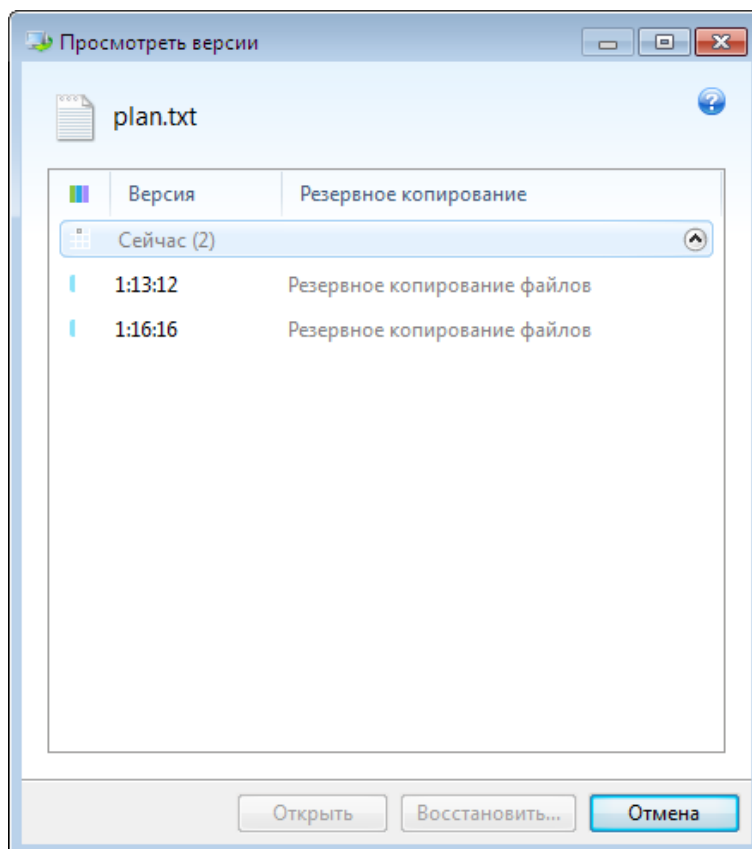 Просмотреть версии
plan.txt
Версия Резервное копирование
Сейчас (2)
1:13:12 Резервное копирование файлов
1:16:16 Резервное копирование файлов
Открыть Восстановить... Отмена